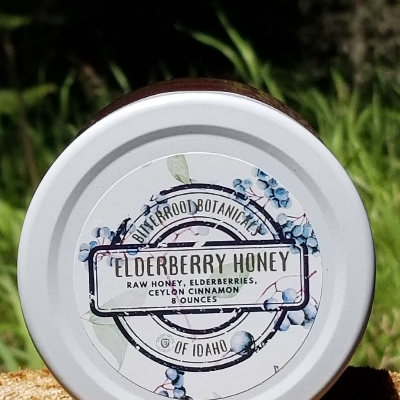 BITTERROOT BOTANICALS
ELDERBERRY HONEY
RAW HONEY, ELDERBERRIES,
CEYLON CINNAMON
8 OUNCES
OF IDAHO